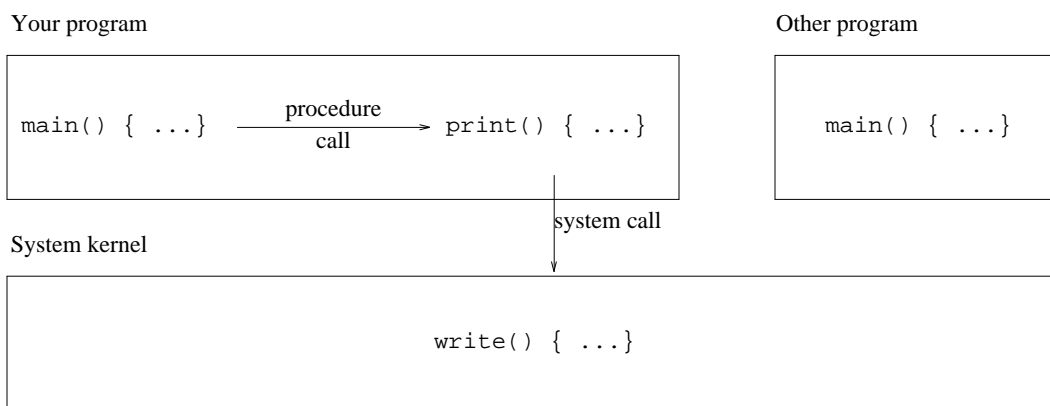 Your program
Other program
main() { ...}
procedure
call
print() { ...}
main() { ...}
system call
System kernel
write() { ...}